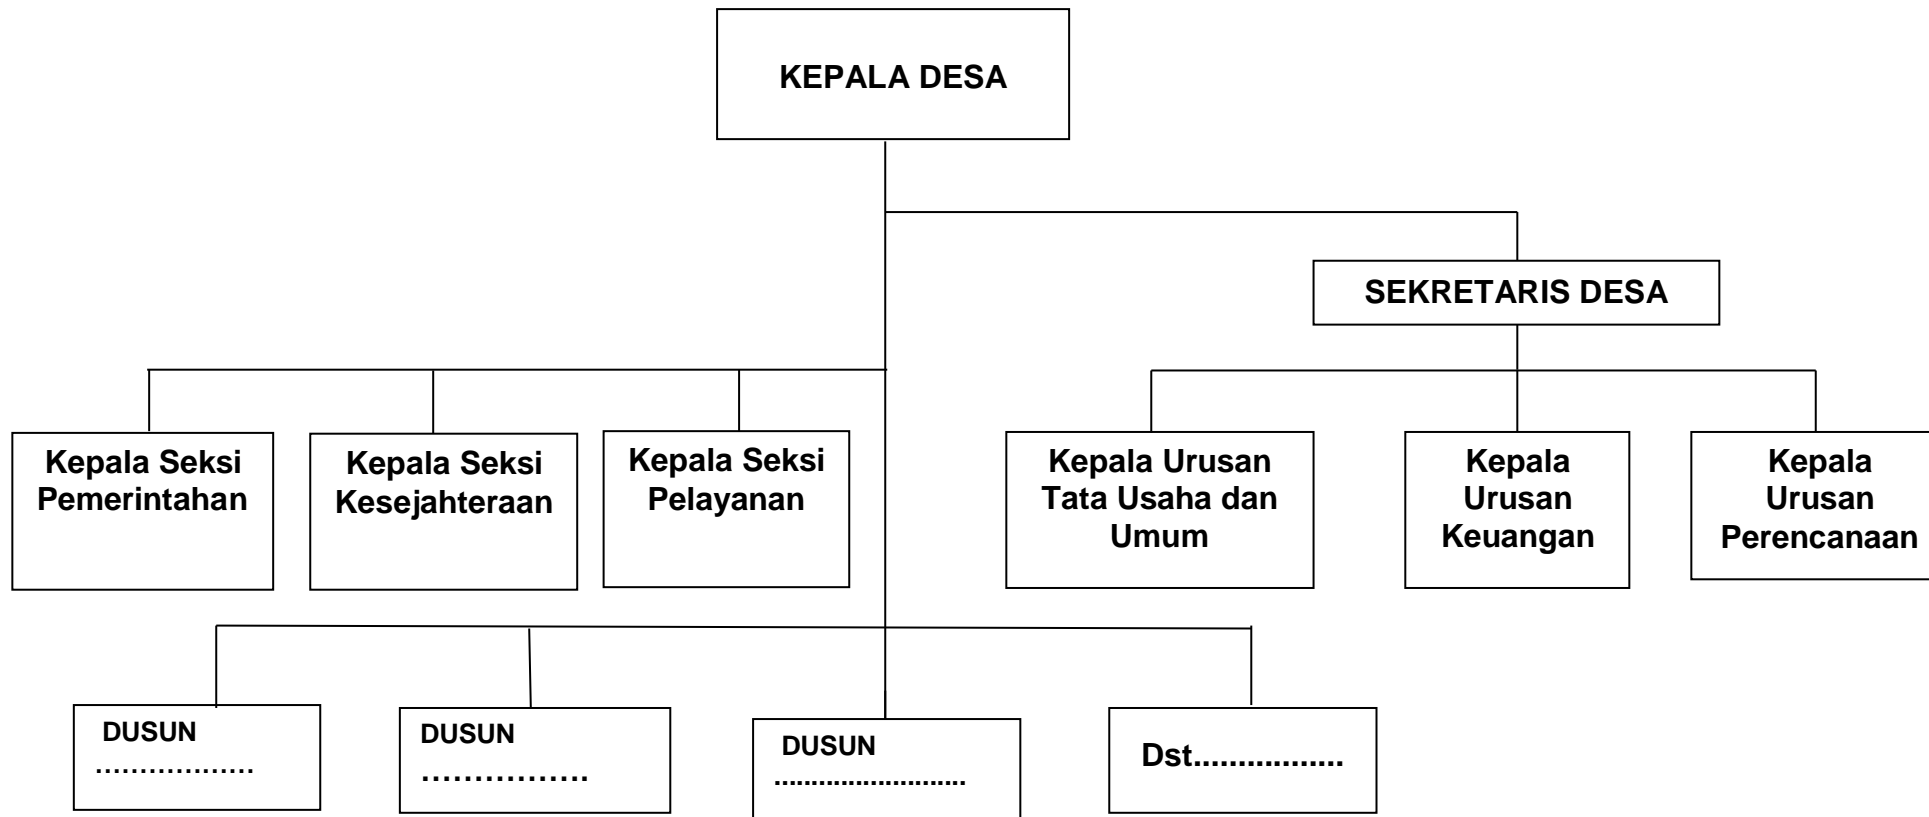 KEPALA DESA
SEKRETARIS DESA
Kepala Seksi
Pemerintahan
Kepala Seksi
Kesejahteraan
Kepala Seksi
Pelayanan
Kepala Urusan
Tata Usaha dan
Umum
Kepala
Urusan
Keuangan
Kepala
Urusan
Perencanaan
DUSUN
………………
DUSUN
…………….
DUSUN
..........................
Dst.................